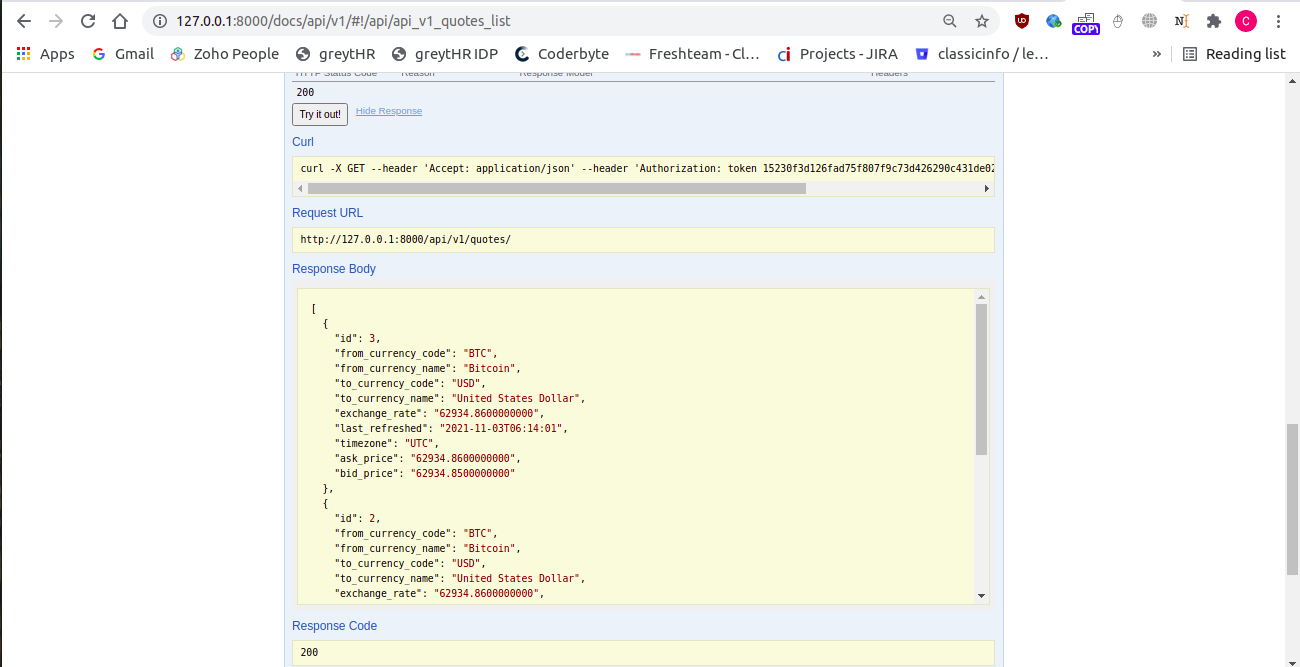 127.0.0.1:8000/docs/api/v1/#!/api/api_v1_quotes_list
COPY
C
Apps Gmail Zoho People greytHR greytHR IDP Coderbyte Freshteam - Cl... Projects - JIRA classicinfo / le... » Reading list
HTTP Status Code Reason Response Model Headers
200
Try it out! Hide Response
Curl
curl -X GET --header 'Accept: application/json' --header 'Authorization: token 15230f3d126fad75f807f9c73d426290c431de02
Request URL
http://127.0.0.1:8000/api/v1/quotes/
Response Body
[
{
"id": 3,
"from_currency_code": "BTC",
"from_currency_name": "Bitcoin",
"to_currency_code": "USD",
"to_currency_name": "United States Dollar",
"exchange_rate": "62934.8600000000",
"last_refreshed": "2021-11-03T06:14:01",
"timezone": "UTC",
"ask_price": "62934.8600000000",
"bid_price": "62934.8500000000"
},
{
"id": 2,
"from_currency_code": "BTC",
"from_currency_name": "Bitcoin",
"to_currency_code": "USD",
"to_currency_name": "United States Dollar",
"exchange_rate": "62934.8600000000",
Response Code
200